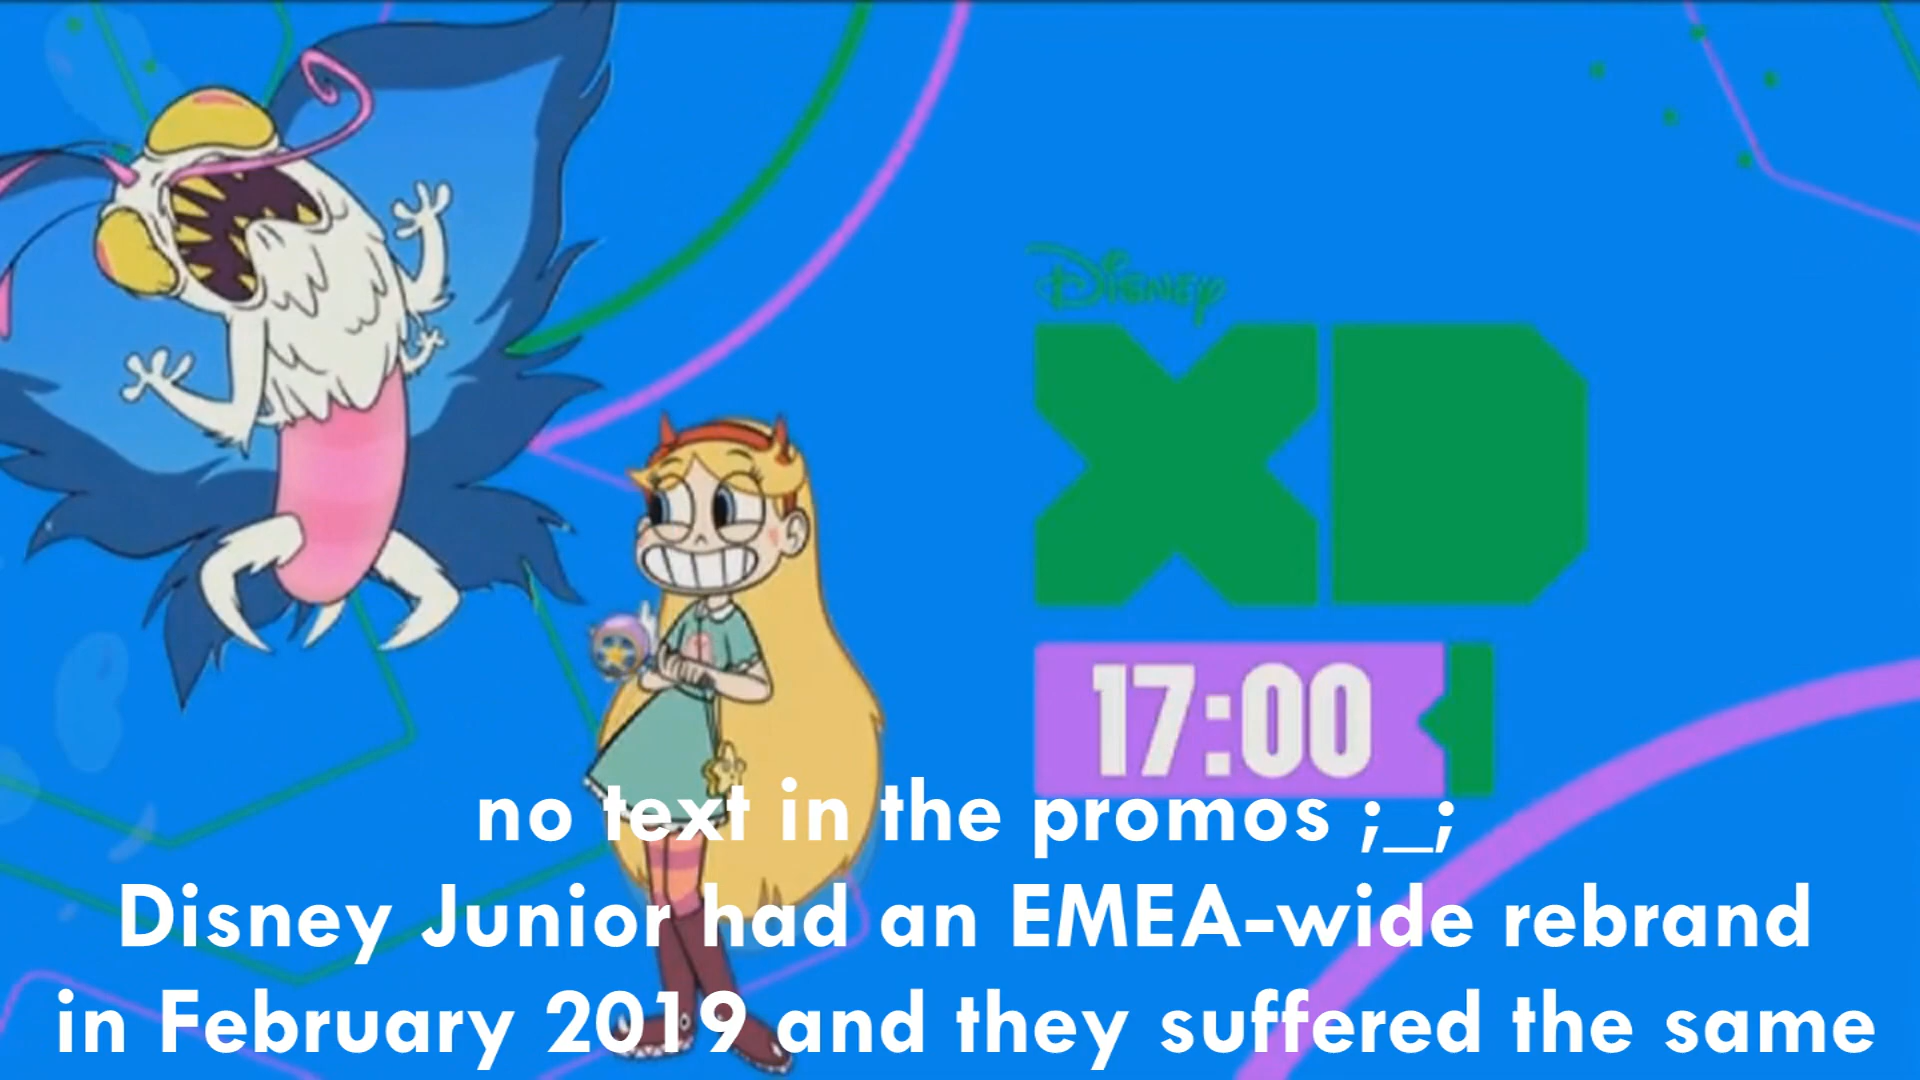 Disney
XD
17:00
no text in the promos ;_;
Disney Junior had an EMEA-wide rebrand
in February 2019 and they suffered the same